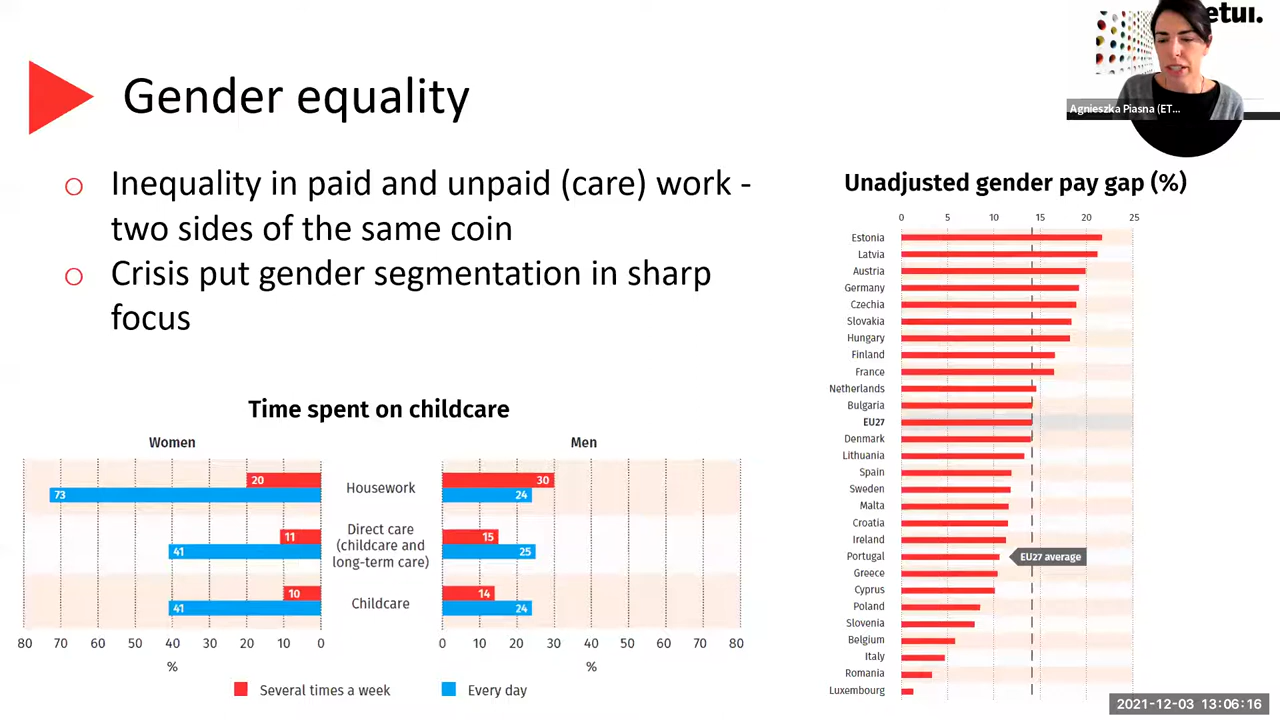 etui.
Agnieszka Piasna (ET...
Gender equality
Inequality in paid and unpaid (care) work -
two sides of the same coin
Crisis put gender segmentation in sharp
focus
Time spent on childcare
Women
Men
20
73
Housework
30
24
11
41
Direct care
(childcare and
long-term care)
15
25
10
41
Childcare
14
24
80 70 60 50 40 30 20 10 0
0 10 20 30 40 50 60 70 80
%
%
Several times a week
Every day
Unadjusted gender pay gap (%)
0 5 10 15 20 25
Estonia
Latvia
Austria
Germany
Czechia
Slovakia
Hungary
Finland
France
Netherlands
Bulgaria
EU27
Denmark
Lithuania
Spain
Sweden
Malta
Croatia
Ireland
Portugal
EU27 average
Greece
Cyprus
Poland
Slovenia
Belgium
Italy
Romania
Luxembourg
2021-12-03 13:06:16